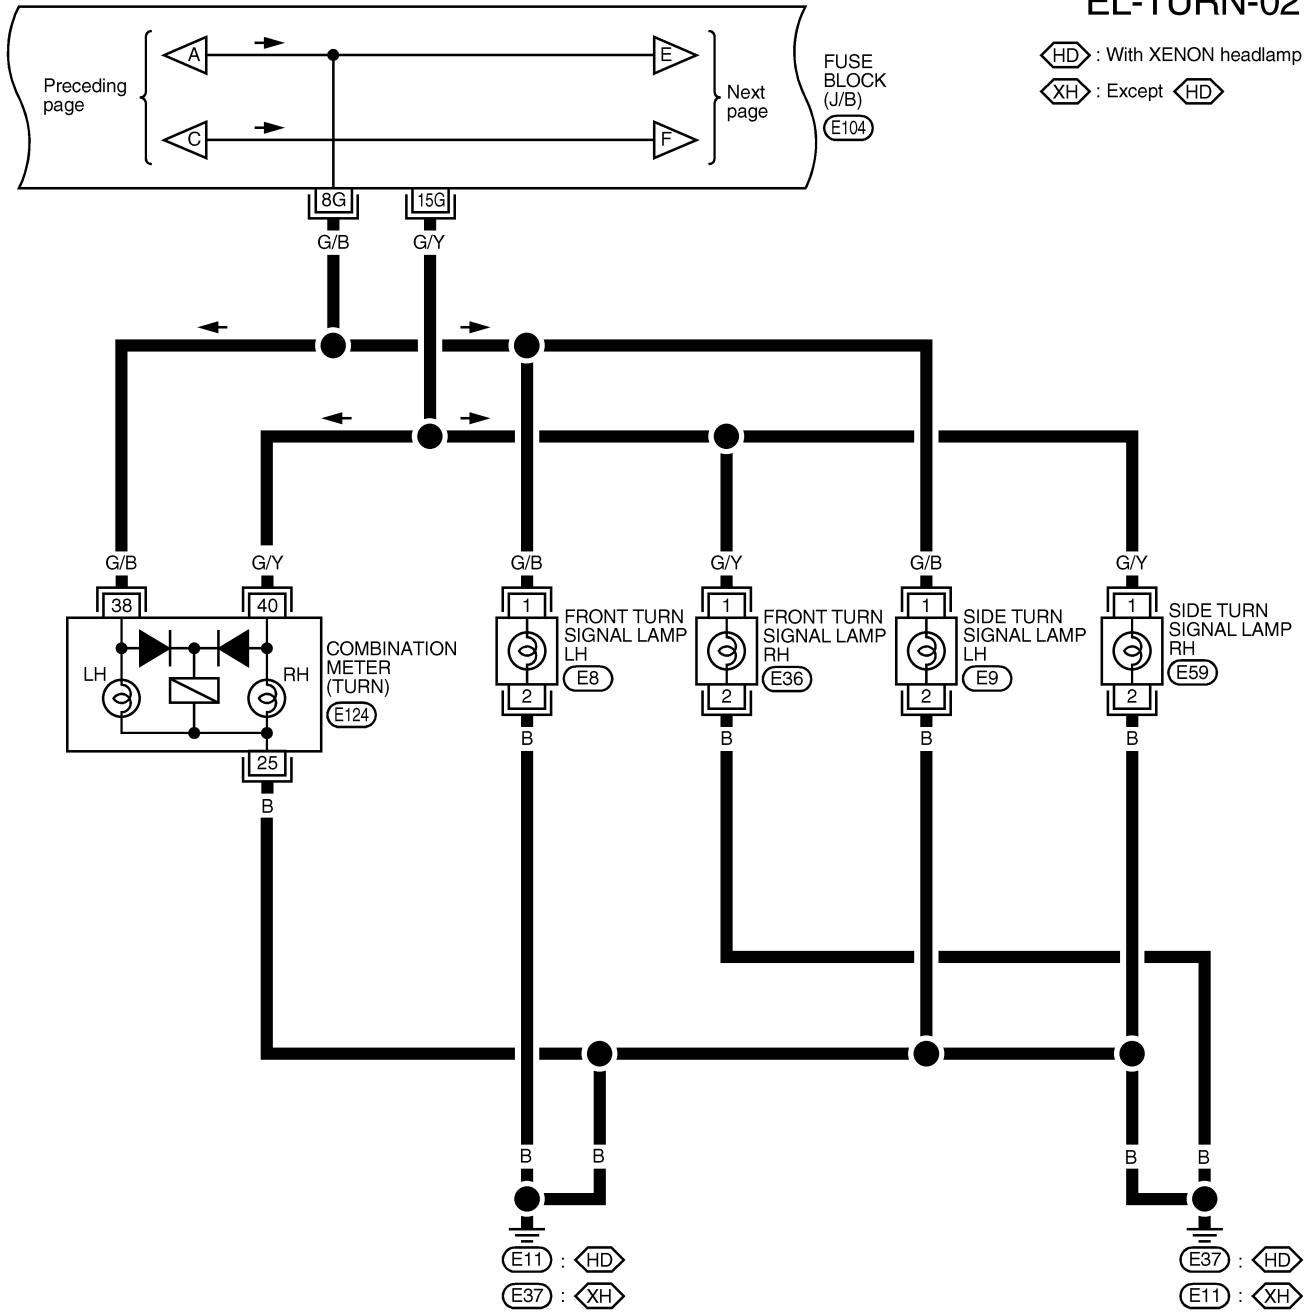 EL-TURN-02
HD : With XENON headlamp
XH : Except HD
Preceding
page
A
E
C
F
Next
page
FUSE
BLOCK
(J/B)
E104
8G
15G
G/B
G/Y
G/B
G/Y
G/B
G/Y
G/B
G/Y
38
40
1
1
1
1
LH
RH
COMBINATION
METER
(TURN)
E124
FRONT TURN
SIGNAL LAMP
LH
E8
FRONT TURN
SIGNAL LAMP
RH
E36
SIDE TURN
SIGNAL LAMP
LH
E9
SIDE TURN
SIGNAL LAMP
RH
E59
2
2
2
2
B
B
B
B
25
B
B
B
B
B
E11 : HD
E37 : XH
E37 : HD
E11 : XH